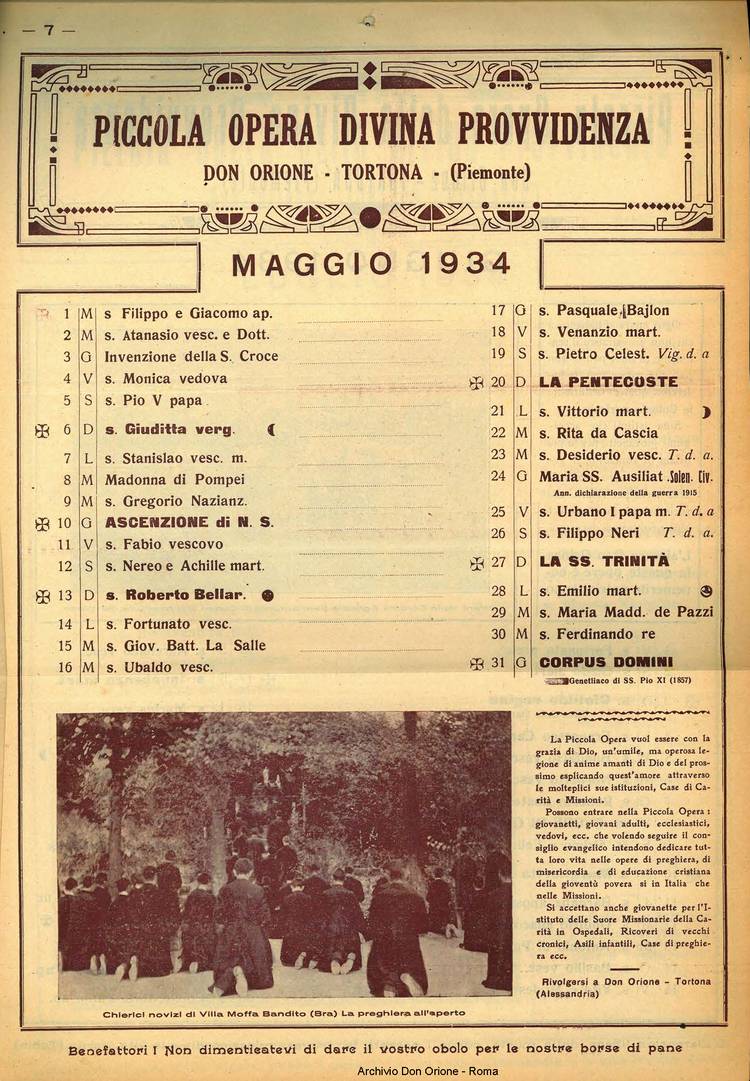 — 7 —
PICCOLA OPERA DIVINA PROVVIDENZA
DON ORIONE - TORTONA - (Piemonte)
MAGGIO 1934
1 M s Filippo e Giacomo ap.
2 M s. Atanasio vesc. e Dott.
3 G Invenzione della S. Croce
4 V s. Monica vedova
5 S s. Pio V papa
6 D s. Giuditta verg.
7 L s. Stanislao vesc. m.
8 M Madonna di Pompei
9 M s. Gregorio Nazianz.
10 G ASCENZIONE di N. S.
11 V s. Fabio vescovo
12 S s. Nereo e Achille mart.
13 D s. Roberto Bellar.
14 L s. Fortunato vesc.
15 M s. Giov. Batt. La Salle
16 M s. Ubaldo vesc.
17 G s. Pasquale Bajlon
18 V s. Venanzio mart.
19 S s. Pietro Celest. Vig. d. a
20 D LA PENTECOSTE
21 L s. Vittorio mart.
22 M s. Rita da Cascia
23 M s. Desiderio vesc. T. d. a.
24 G Maria SS. Ausiliat. Solen. Civ.
Ann. dichiarazione della guerra 1915
25 V s. Urbano I papa m. T. d. a
26 S s. Filippo Neri T. d. a.
27 D LA SS. TRINITÀ
28 L s. Emilio mart.
29 M s. Maria Madd. de Pazzi
30 M s. Ferdinando re
31 G CORPUS DOMINI
Genetliaco di SS. Pio XI (1857)
La Piccola Opera vuol essere con la
grazia di Dio, un'umile, ma operosa le-
gione di anime amanti di Dio e del pros-
simo esplicando quest'amore attraverso
le molteplici sue istituzioni, Case di Ca-
rità e Missioni.
Possono entrare nella Piccola Opera :
giovanetti, giovani adulti, ecclesiastici,
vedovi, ecc. che volendo seguire il con-
siglio evangelico intendono dedicare tut-
ta loro vita nelle opere di preghiera, di
misericordia e di educazione cristiana
della gioventù povera si in Italia che
nelle Missioni.
Si accettano anche giovanette per l'I-
stituto delle Suore Missionarie della Ca-
rità in Ospedali, Ricoveri di vecchi
cronici, Asili infantili, Case di preghie-
ra ecc.
Rivolgersi a Don Orione - Tortona
(Alessandria)
Chierici novizi di Villa Moffa Bandito (Bra) La preghiera all'aperto
Benefattori ! Non dimenticatevi di dare il vostro obolo per le nostre borse di pane
Archivio Don Orione - Roma